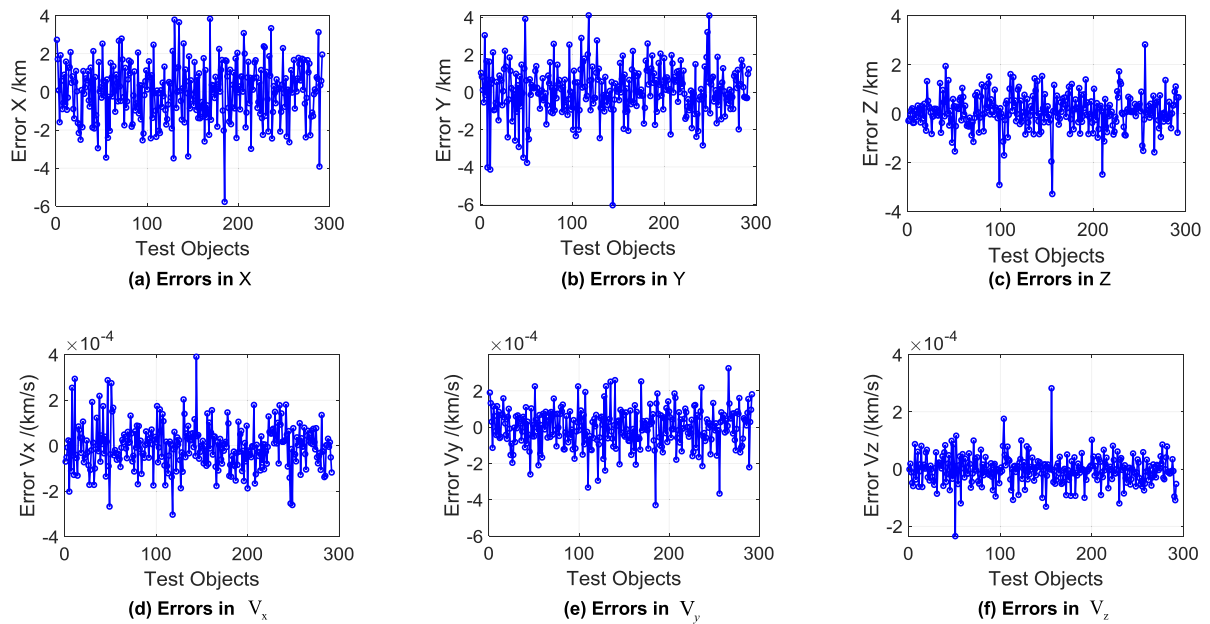 4
2
0
-2
-4
-6
Error X /km
0 100 200 300
Test Objects
(a) Errors in X
4
2
0
-2
-4
-6
Error Y /km
0 100 200 300
Test Objects
(b) Errors in Y
4
2
0
-2
-4
Error Z /km
0 100 200 300
Test Objects
(c) Errors in Z
×10⁻⁴
4
2
0
-2
-4
Error Vx /(km/s)
0 100 200 300
Test Objects
(d) Errors in Vₓ
×10⁻⁴
4
2
0
-2
-4
-6
Error Vy /(km/s)
0 100 200 300
Test Objects
(e) Errors in V_y
×10⁻⁴
4
2
0
-2
Error Vz /(km/s)
0 100 200 300
Test Objects
(f) Errors in V_z